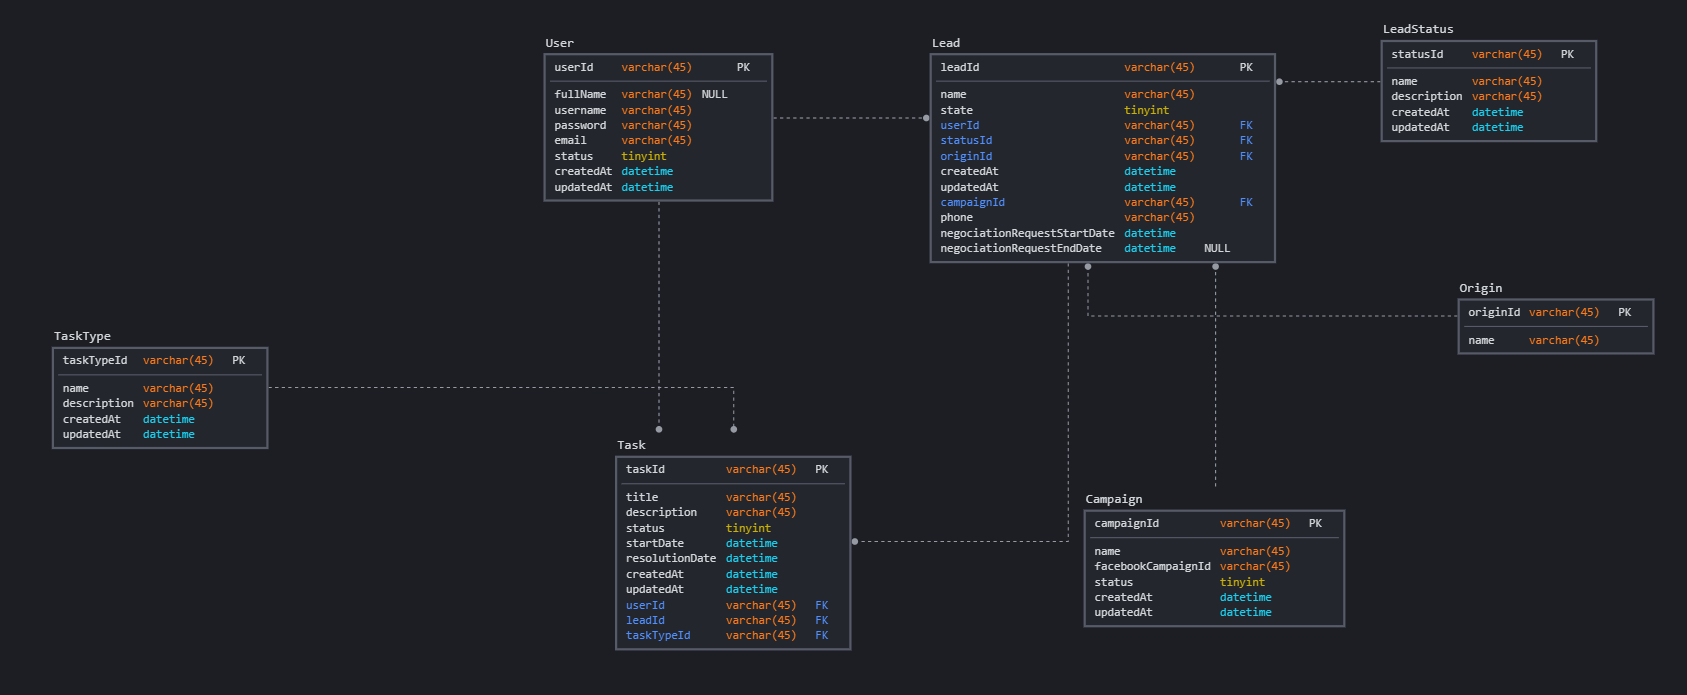 User
userId varchar(45) PK
fullName varchar(45) NULL
username varchar(45)
password varchar(45)
email varchar(45)
status tinyint
createdAt datetime
updatedAt datetime
Lead
leadId varchar(45) PK
name varchar(45)
state tinyint
userId varchar(45) FK
statusId varchar(45) FK
originId varchar(45) FK
createdAt datetime
updatedAt datetime
campaignId varchar(45) FK
phone varchar(45)
negociationRequestStartDate datetime
negociationRequestEndDate datetime NULL
LeadStatus
statusId varchar(45) PK
name varchar(45)
description varchar(45)
createdAt datetime
updatedAt datetime
Origin
originId varchar(45) PK
name varchar(45)
TaskType
taskTypeId varchar(45) PK
name varchar(45)
description varchar(45)
createdAt datetime
updatedAt datetime
Task
taskId varchar(45) PK
title varchar(45)
description varchar(45)
status tinyint
startDate datetime
resolutionDate datetime
createdAt datetime
updatedAt datetime
userId varchar(45) FK
leadId varchar(45) FK
taskTypeId varchar(45) FK
Campaign
campaignId varchar(45) PK
name varchar(45)
facebookCampaignId varchar(45)
status tinyint
createdAt datetime
updatedAt datetime